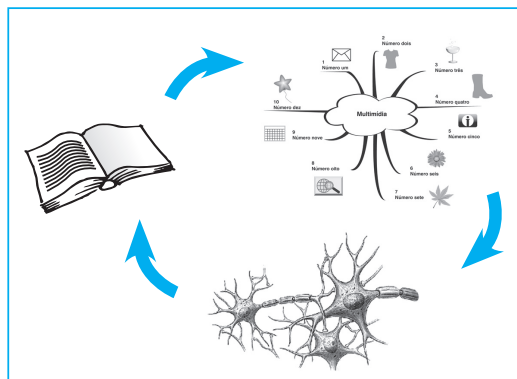 1
Número um
2
Número dois
3
Número três
4
Número quatro
5
Número cinco
6
Número seis
7
Número sete
8
Número oito
9
Número nove
10
Número dez
Multimídia